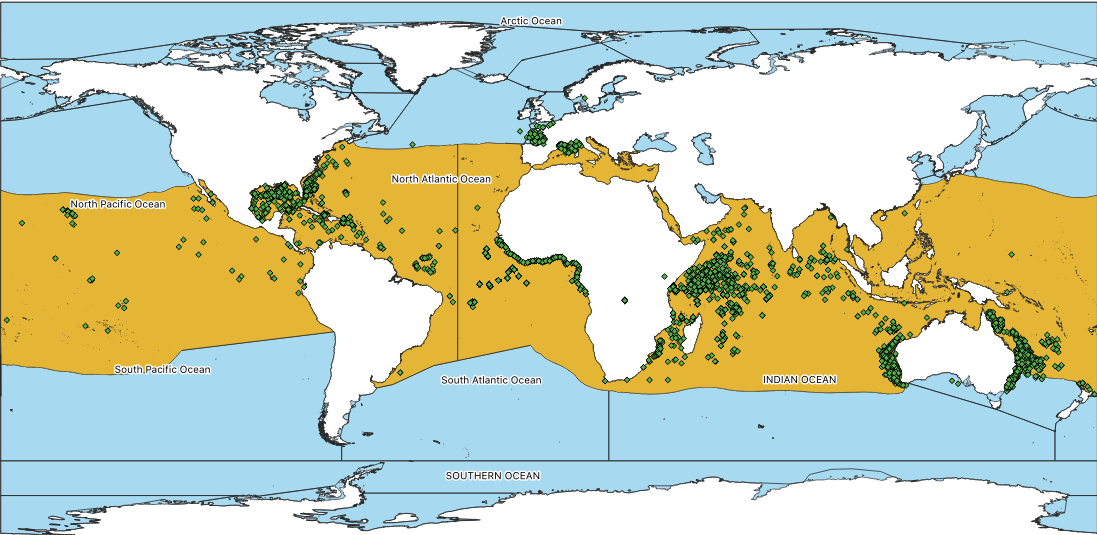 Arctic Ocean
North Atlantic Ocean
North Pacific Ocean
South Pacific Ocean
South Atlantic Ocean
INDIAN OCEAN
SOUTHERN OCEAN